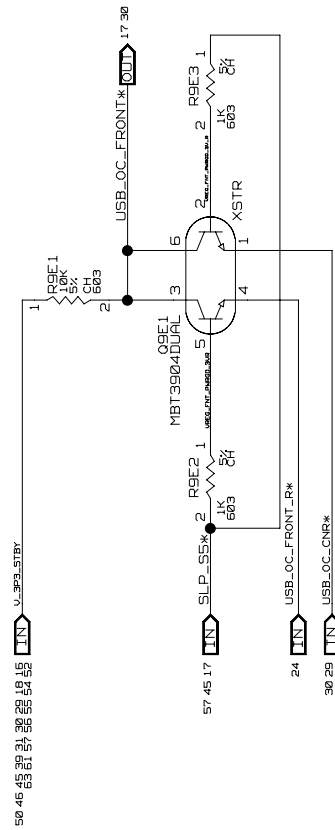 50 46 45 39 31 30 29 18 16
63 61 57 56 55 54 52
IN
V_3P3_STBY
1
R9E1
10K
5%
CH
603
2
USB_OC_FRONT*
OUT
17 30
Q9E1
MBT3904DUAL
3
6
5
2
4
1
XSTR
57 45 17
IN
SLP_S5*
2
R9E2
1
1K
603
5%
CH
2
R9E3
1
1K
603
5%
CH
24
IN
USB_OC_FRONT_R*
30 29
IN
USB_OC_CNR*